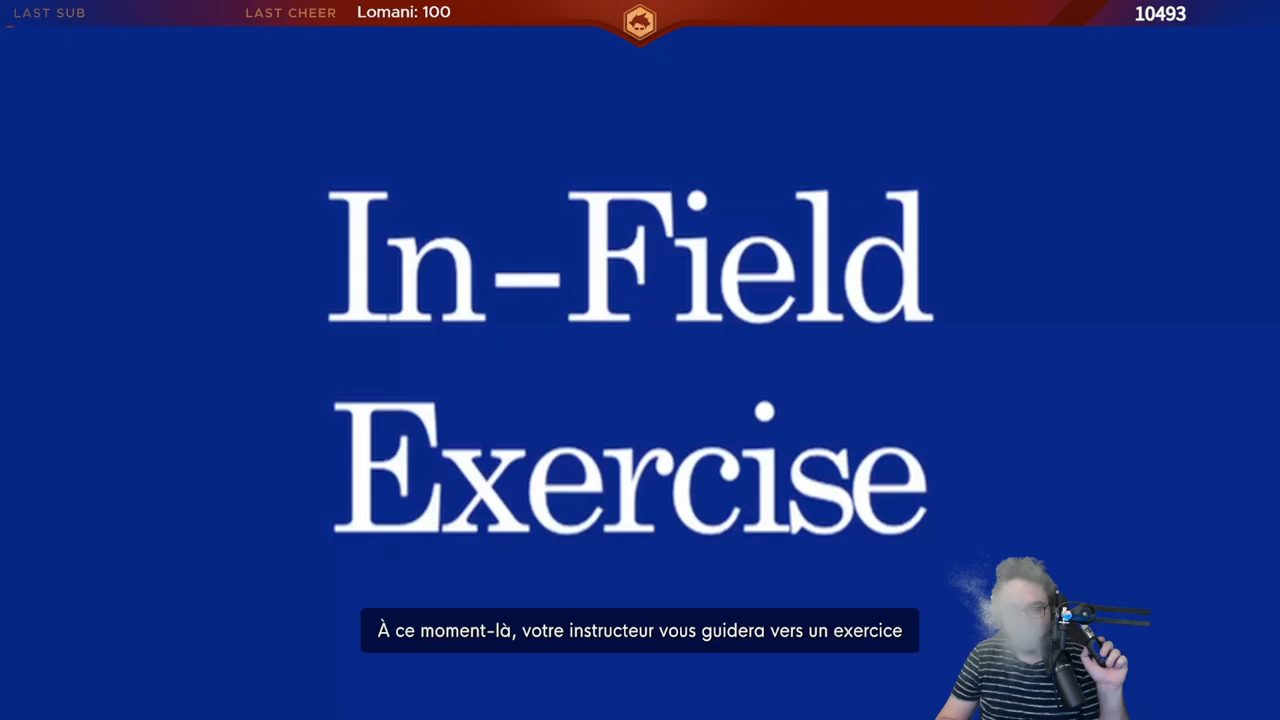 LAST SUB LAST CHEER Lomani: 100 10493
In-Field
Exercise
À ce moment-là, votre instructeur vous guidera vers un exercice